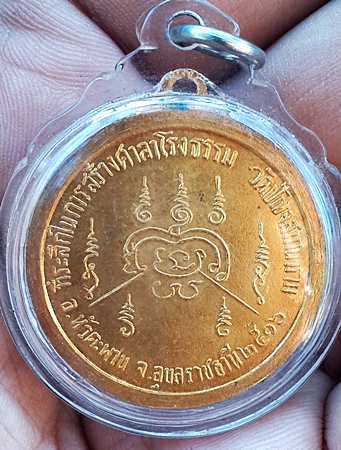 ที่ระลึกในการสร้างศาลาโรงธรรม
อ.หัวตะพาน จ.อุบลราชธานี ๒๕๑๖